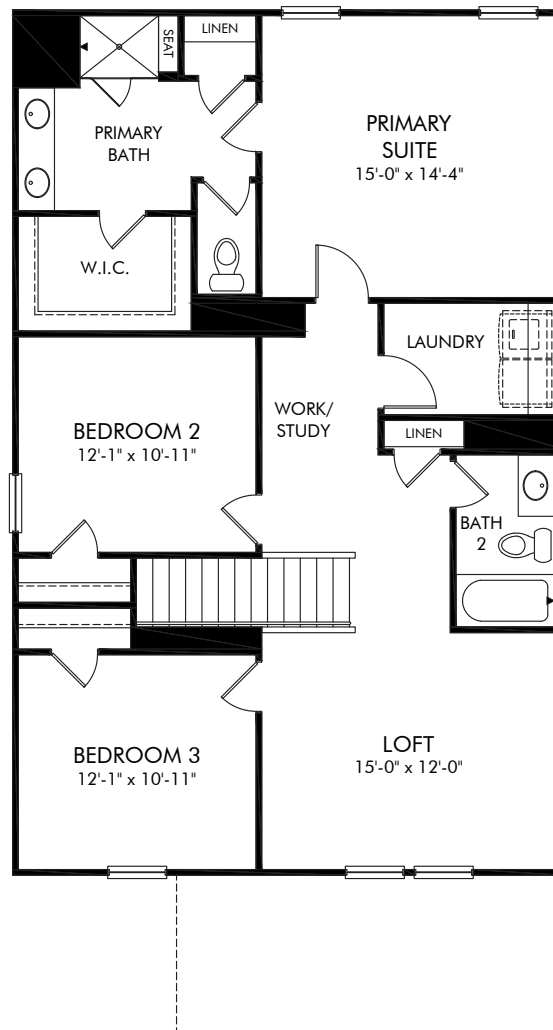 LINEN
SEAT
PRIMARY
BATH
PRIMARY
SUITE
15'-0" x 14'-4"
W.I.C.
LAUNDRY
WORK/
STUDY
LINEN
BEDROOM 2
12'-1" x 10'-11"
BATH
2
BEDROOM 3
12'-1" x 10'-11"
LOFT
15'-0" x 12'-0"